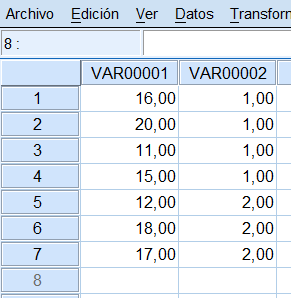 Archivo Edición Ver Datos Transform
8 :
VAR00001 VAR00002
1 16,00 1,00
2 20,00 1,00
3 11,00 1,00
4 15,00 1,00
5 12,00 2,00
6 18,00 2,00
7 17,00 2,00
8